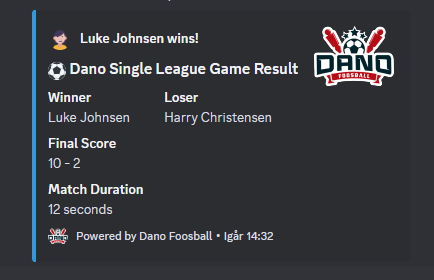 Luke Johnsen wins!
Dano Single League Game Result
DANO
FOOSBALL
Winner
Loser
Luke Johnsen
Harry Christensen
Final Score
10 - 2
Match Duration
12 seconds
Powered by Dano Foosball • Igår 14:32